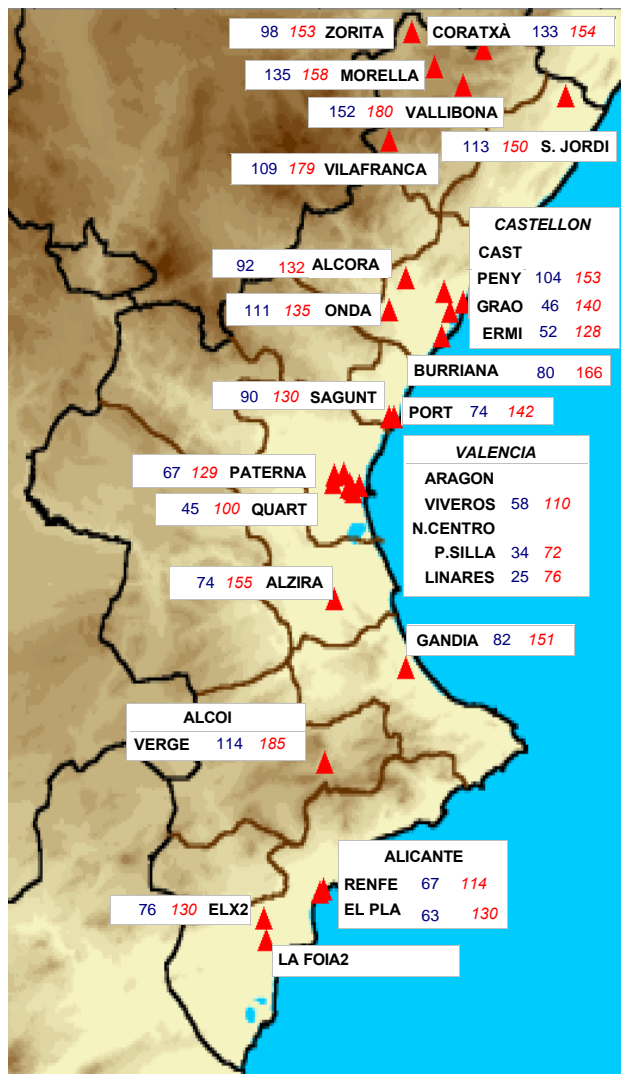 98 153 ZORITA
CORATXÀ 133 154
135 158 MORELLA
152 180 VALLIBONA
113 150 S. JORDI
109 179 VILAFRANCA
CASTELLON
CAST
PENY 104 153
GRAO 46 140
ERMI 52 128
92 132 ALCORA
111 135 ONDA
BURRIANA 80 166
90 130 SAGUNT
PORT 74 142
VALENCIA
ARAGON
VIVEROS 58 110
N.CENTRO
P.SILLA 34 72
LINARES 25 76
67 129 PATERNA
45 100 QUART
74 155 ALZIRA
GANDIA 82 151
ALCOI
VERGE 114 185
ALICANTE
RENFE 67 114
EL PLA 63 130
76 130 ELX2
LA FOIA2